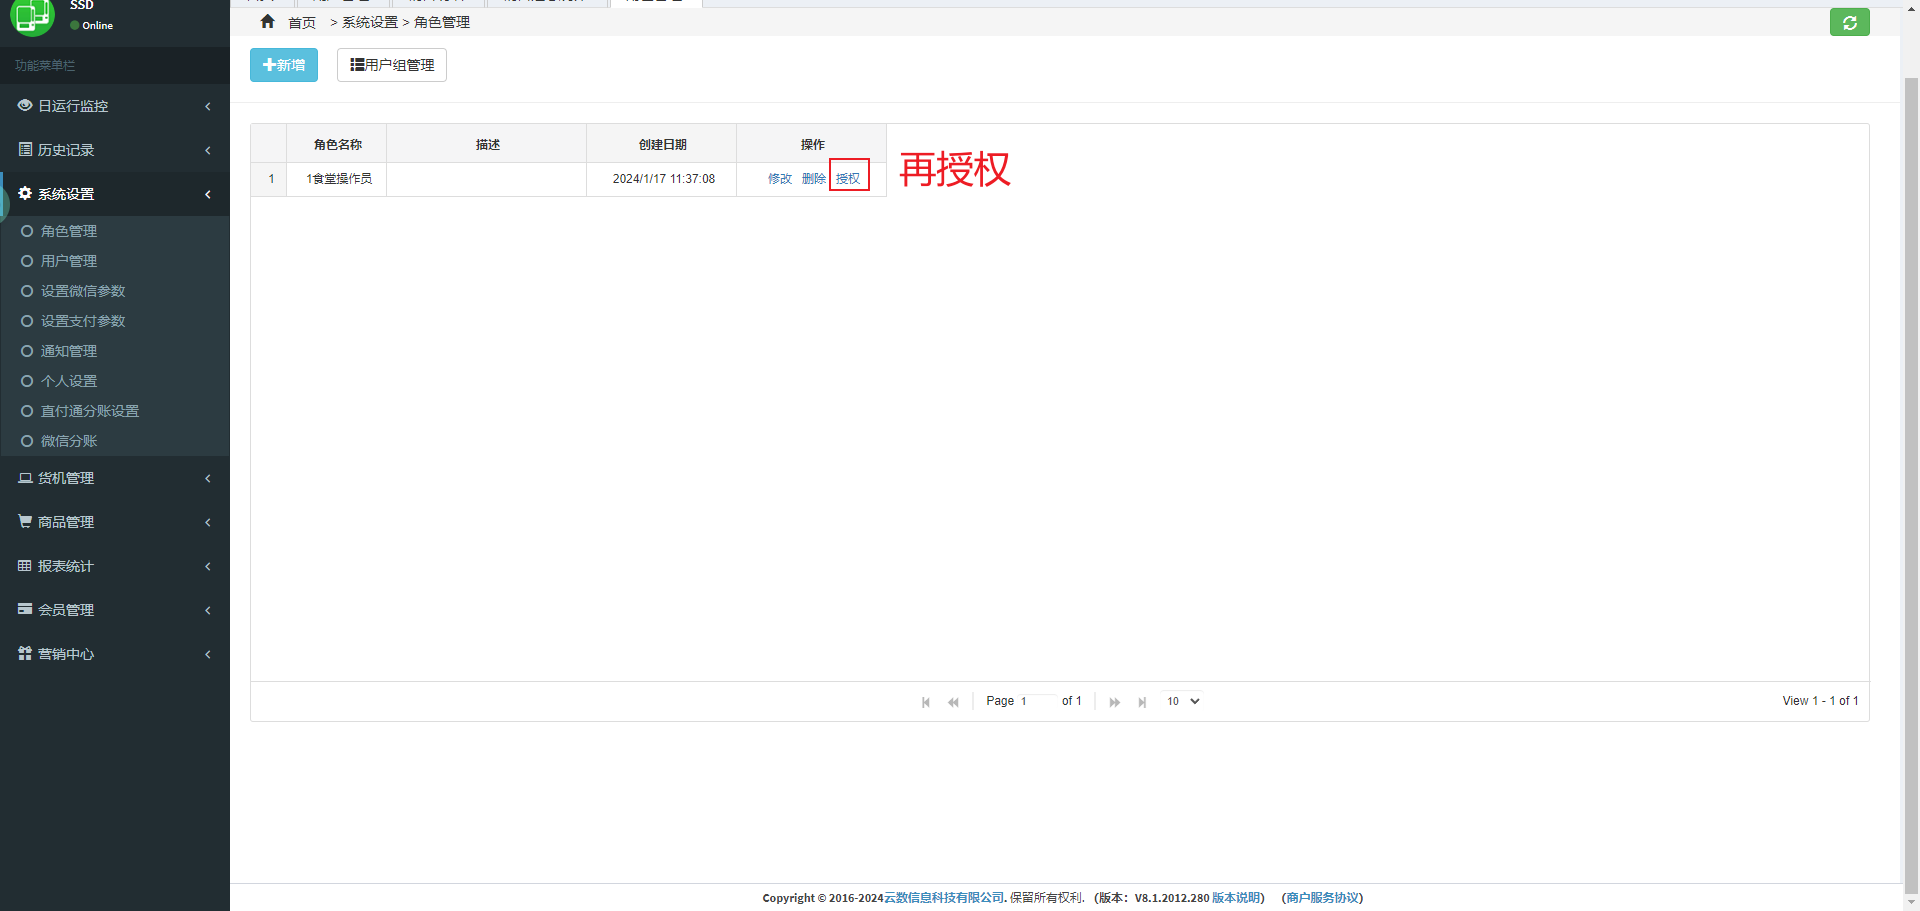 SSD
Online
功能菜单栏
日运行监控
历史记录
系统设置
角色管理
用户管理
设置微信参数
设置支付参数
通知管理
个人设置
直付通分账设置
微信分账
货机管理
商品管理
报表统计
会员管理
营销中心
首页 > 系统设置 > 角色管理
新增 用户组管理
角色名称 描述 创建日期 操作
1 1食堂操作员 2024/1/17 11:37:08 修改 删除 授权
再授权
Page 1 of 1 10 View 1 - 1 of 1
Copyright © 2016-2024云数信息科技有限公司. 保留所有权利. (版本：V8.1.2012.280 版本说明) (商户服务协议)